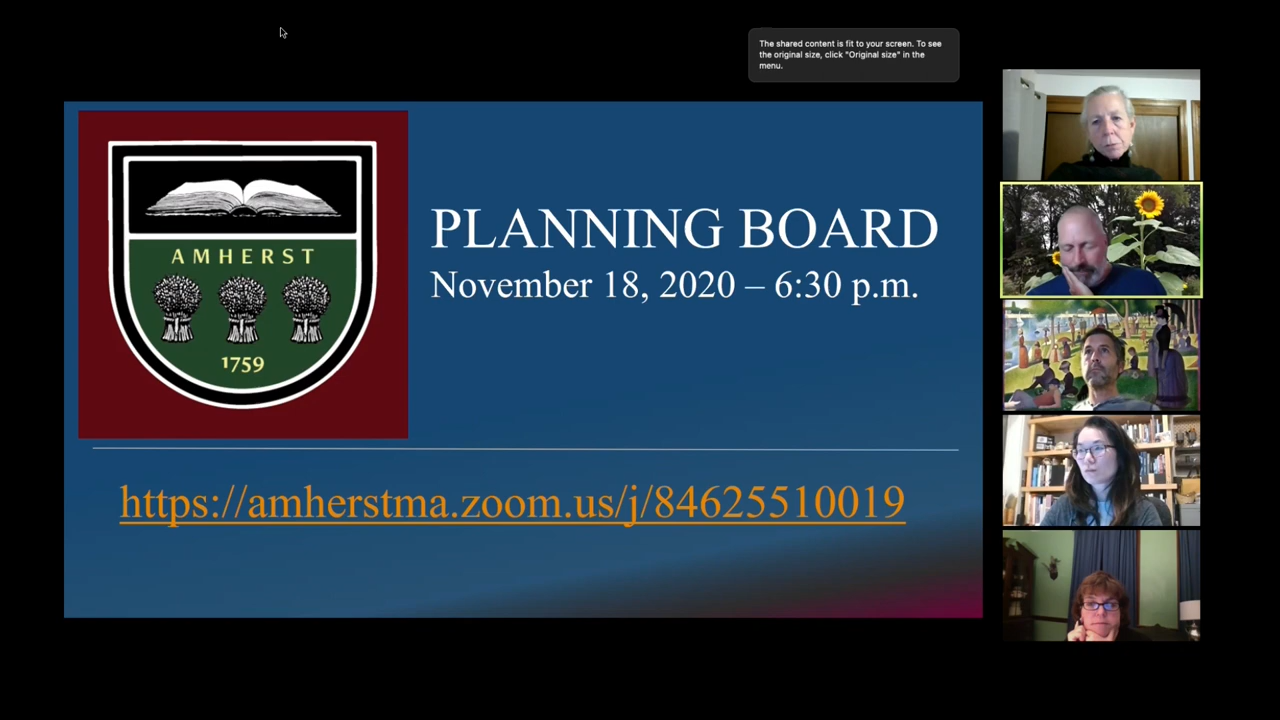 The shared content is fit to your screen. To see
the original size, click "Original size" in the
menu.
AMHERST
1759
PLANNING BOARD
November 18, 2020 – 6:30 p.m.
https://amherstma.zoom.us/j/84625510019